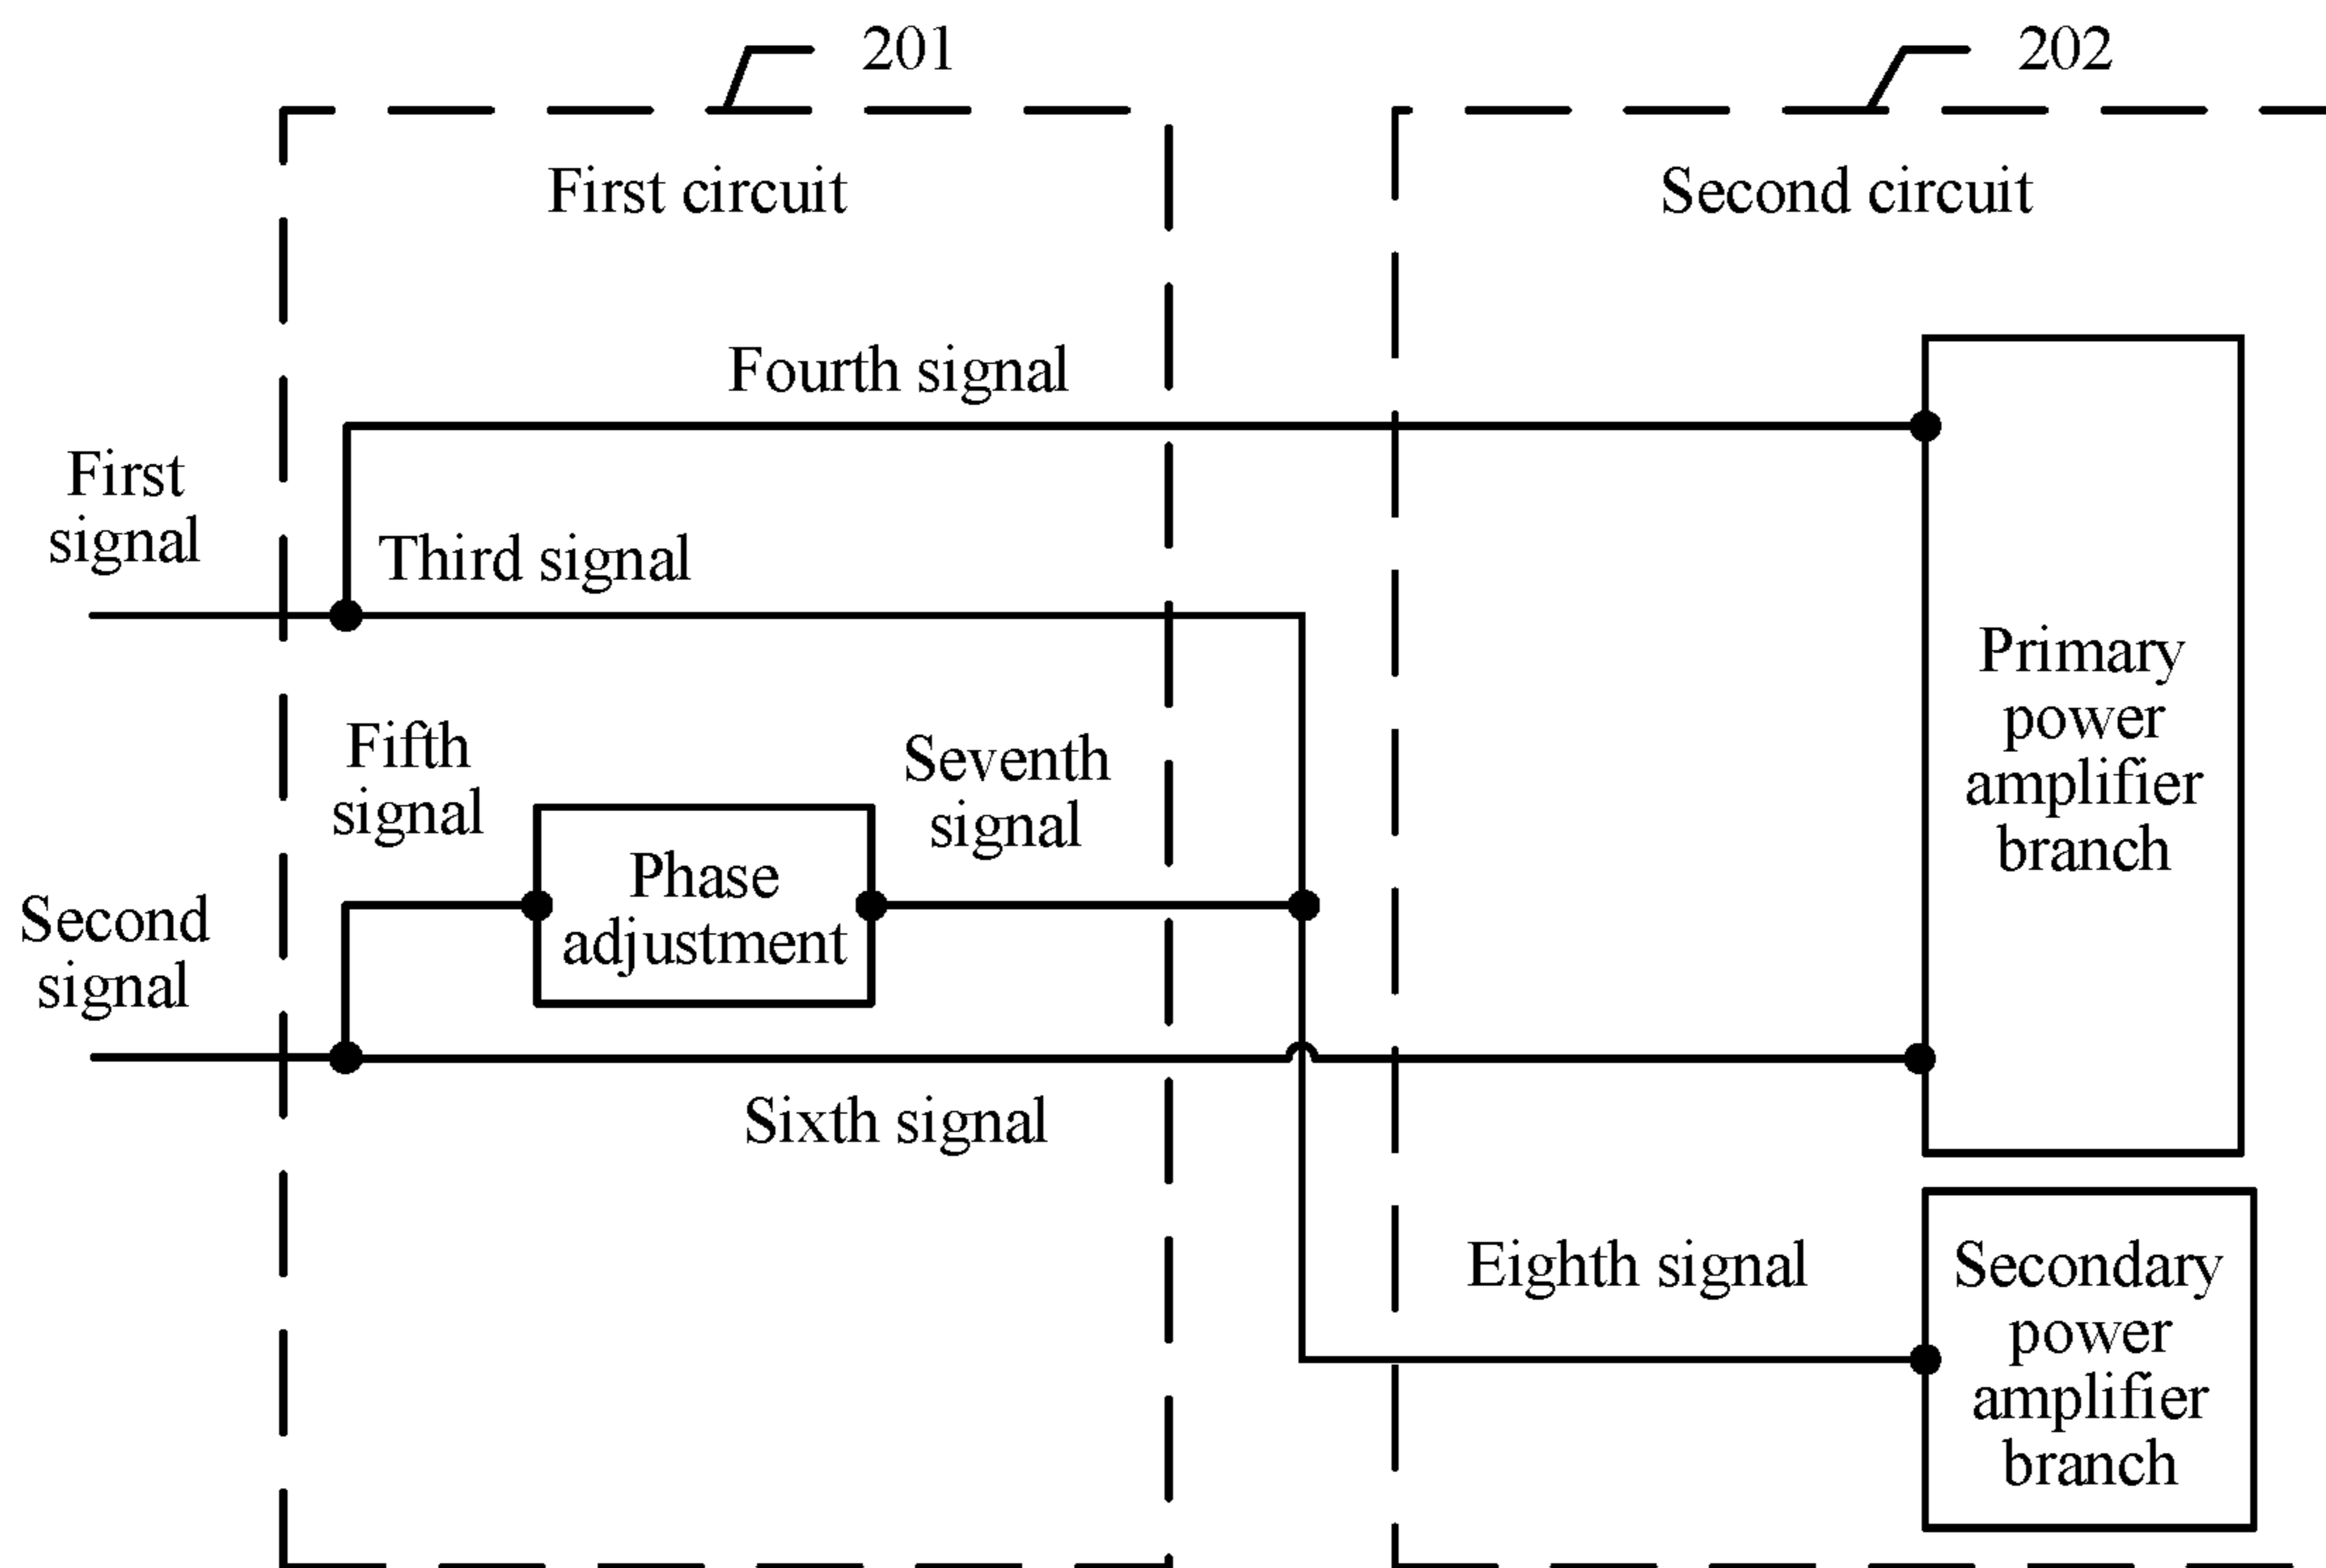 201
202
First circuit
Second circuit
Fourth signal
First
signal
Third signal
Fifth
signal
Seventh
signal
Phase
adjustment
Second
signal
Sixth signal
Primary
power
amplifier
branch
Eighth signal
Secondary
power
amplifier
branch